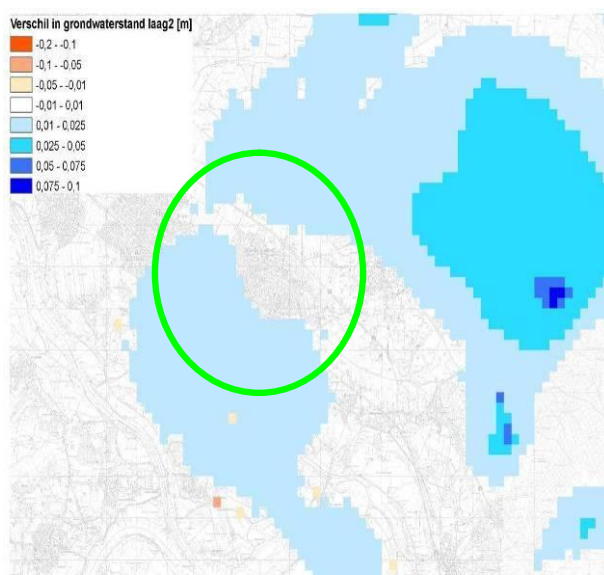 Verschil in grondwaterstand laag2 [m]
-0,2 - -0,1
-0,1 - -0,05
-0,05 - -0,01
-0,01 - 0,01
0,01 - 0,025
0,025 - 0,05
0,05 - 0,075
0,075 - 0,1